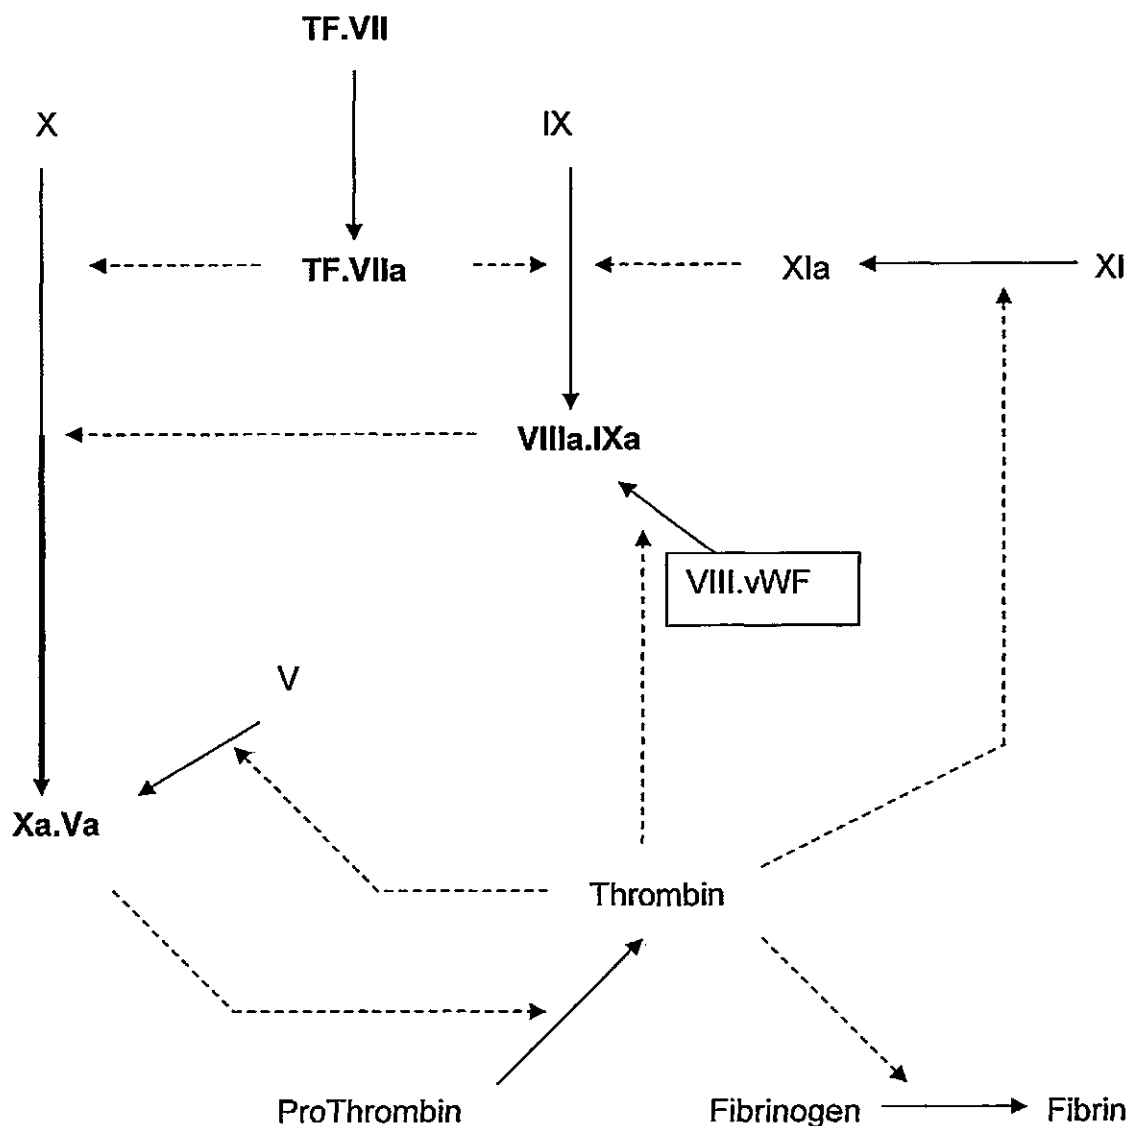 TF.VII
X
IX
TF.VIIa
XIa
XI
VIIIa.IXa
VIII.vWF
V
Xa.Va
Thrombin
ProThrombin
Fibrinogen
Fibrin